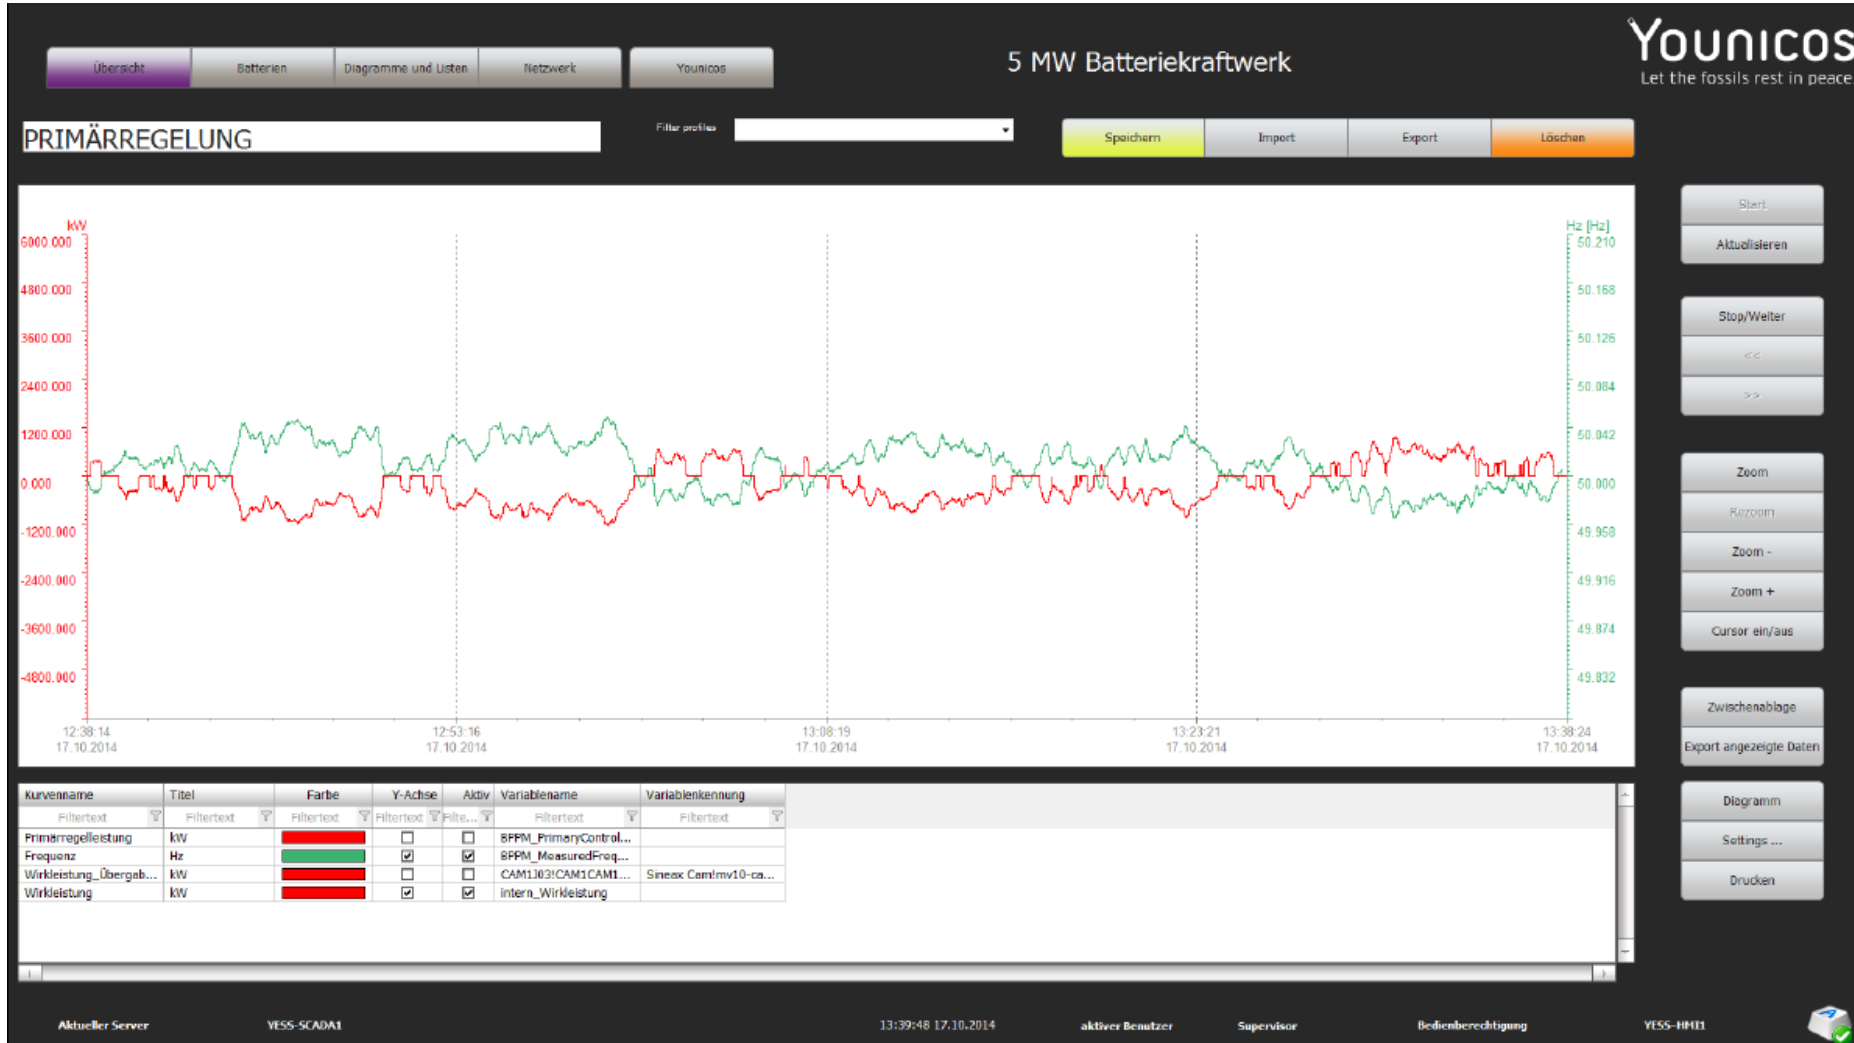 Younicos
Let the fossils rest in peace.
5 MW Batteriekraftwerk
Übersicht
Batterien
Diagramme und Listen
Netzwerk
Younicos
PRIMÄRREGELUNG
Filter profiles
Speichern
Import
Export
Löschen
kW
6000.000
4800.000
3600.000
2400.000
1200.000
0.000
-1200.000
-2400.000
-3600.000
-4800.000
Hz [Hz]
50.210
50.168
50.126
50.084
50.042
50.000
49.958
49.916
49.874
49.832
12:38:14
17.10.2014
12:53:16
17.10.2014
13:08:19
17.10.2014
13:23:21
17.10.2014
13:38:24
17.10.2014
Start
Aktualisieren
Stop/Weiter
<<
>>
Zoom
Rezoom
Zoom -
Zoom +
Cursor ein/aus
Zwischenablage
Export angezeigte Daten
Diagramm
Settings ...
Drucken
Kurvenname Titel Farbe Y-Achse Aktiv Variablename Variablenkennung
Filtertext Filtertext Filtertext Filtertext Filte... Filtertext Filtertext
Primärregelleistung kW BPPM_PrimaryControl...
Frequenz Hz BPPM_MeasuredFreq...
Wirkleistung_Übergab... kW CAM1J03!CAM1CAM1... Sineax Cam!mv10-ca...
Wirkleistung kW intern_Wirkleistung
Aktueller Server YESS-SCADA1 13:39:48 17.10.2014 aktiver Benutzer Supervisor Bedienberechtigung YESS-HMI1